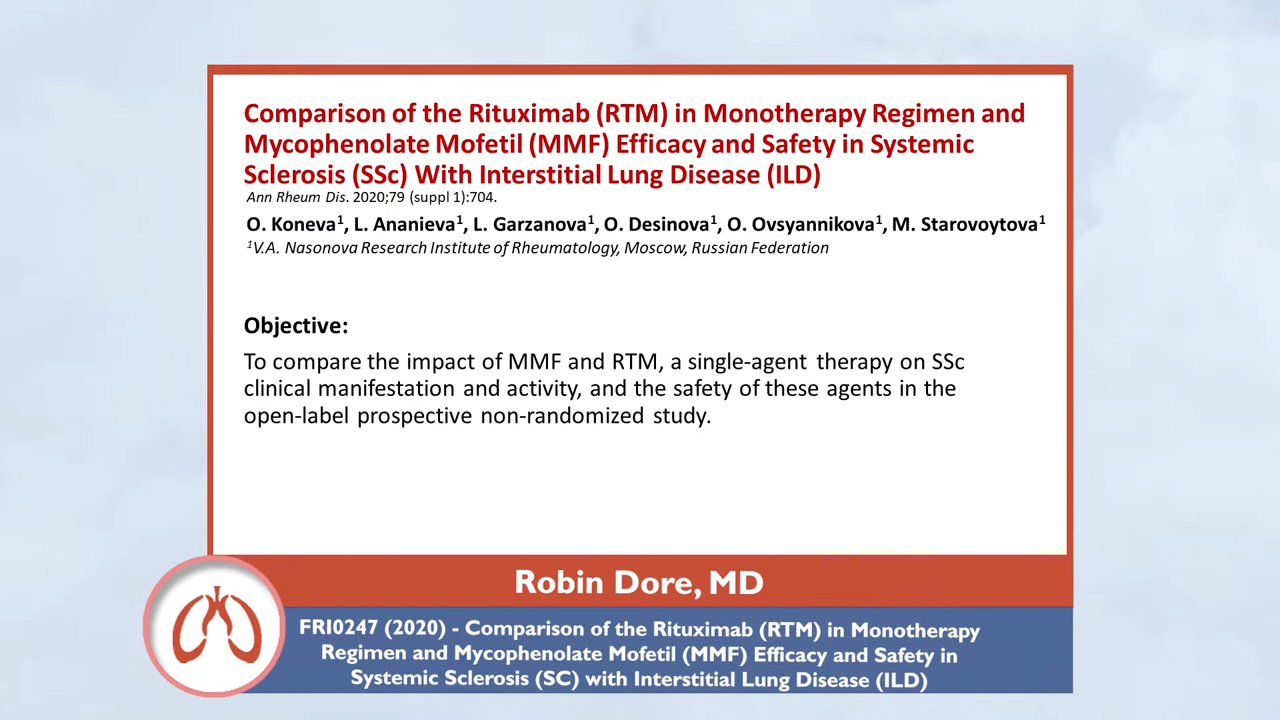 Comparison of the Rituximab (RTM) in Monotherapy Regimen and
Mycophenolate Mofetil (MMF) Efficacy and Safety in Systemic
Sclerosis (SSc) With Interstitial Lung Disease (ILD)
Ann Rheum Dis. 2020;79 (suppl 1):704.
O. Koneva¹, L. Ananieva¹, L. Garzanova¹, O. Desinova¹, O. Ovsyannikova¹, M. Starovoytova¹
¹V.A. Nasonova Research Institute of Rheumatology, Moscow, Russian Federation
Objective:
To compare the impact of MMF and RTM, a single-agent therapy on SSc
clinical manifestation and activity, and the safety of these agents in the
open-label prospective non-randomized study.
Robin Dore, MD
FRI0247 (2020) - Comparison of the Rituximab (RTM) in Monotherapy
Regimen and Mycophenolate Mofetil (MMF) Efficacy and Safety in
Systemic Sclerosis (SC) with Interstitial Lung Disease (ILD)